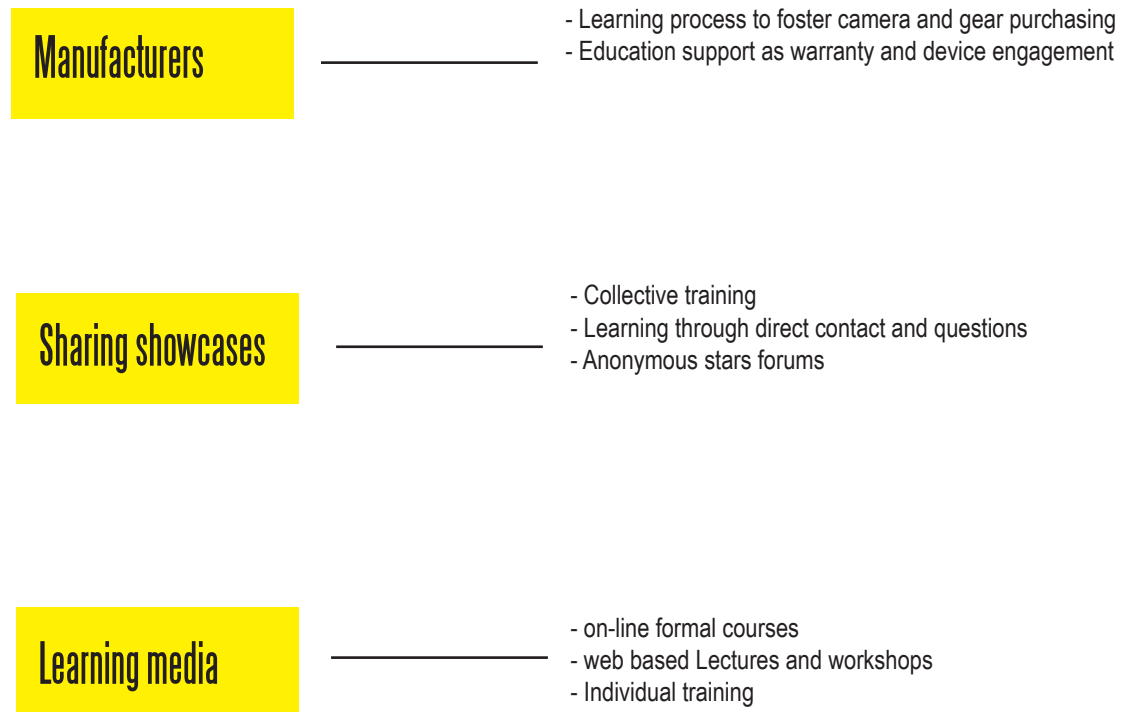 Manufacturers
- Learning process to foster camera and gear purchasing
- Education support as warranty and device engagement
Sharing showcases
- Collective training
- Learning through direct contact and questions
- Anonymous stars forums
Learning media
- on-line formal courses
- web based Lectures and workshops
- Individual training